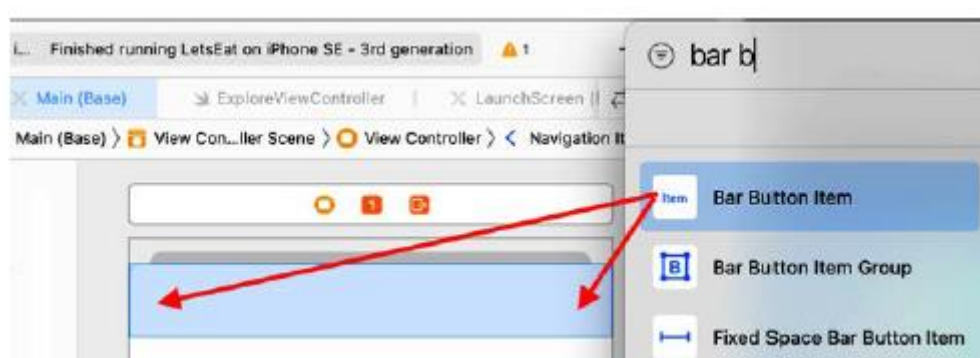 i... Finished running LetsEat on iPhone SE - 3rd generation 1
bar b
Main (Base) ExploreViewController LaunchScreen (
Main (Base) 〉 View Con...ller Scene 〉 View Controller 〉 Navigation It
1
Item Bar Button Item
B Bar Button Item Group
Fixed Space Bar Button Item